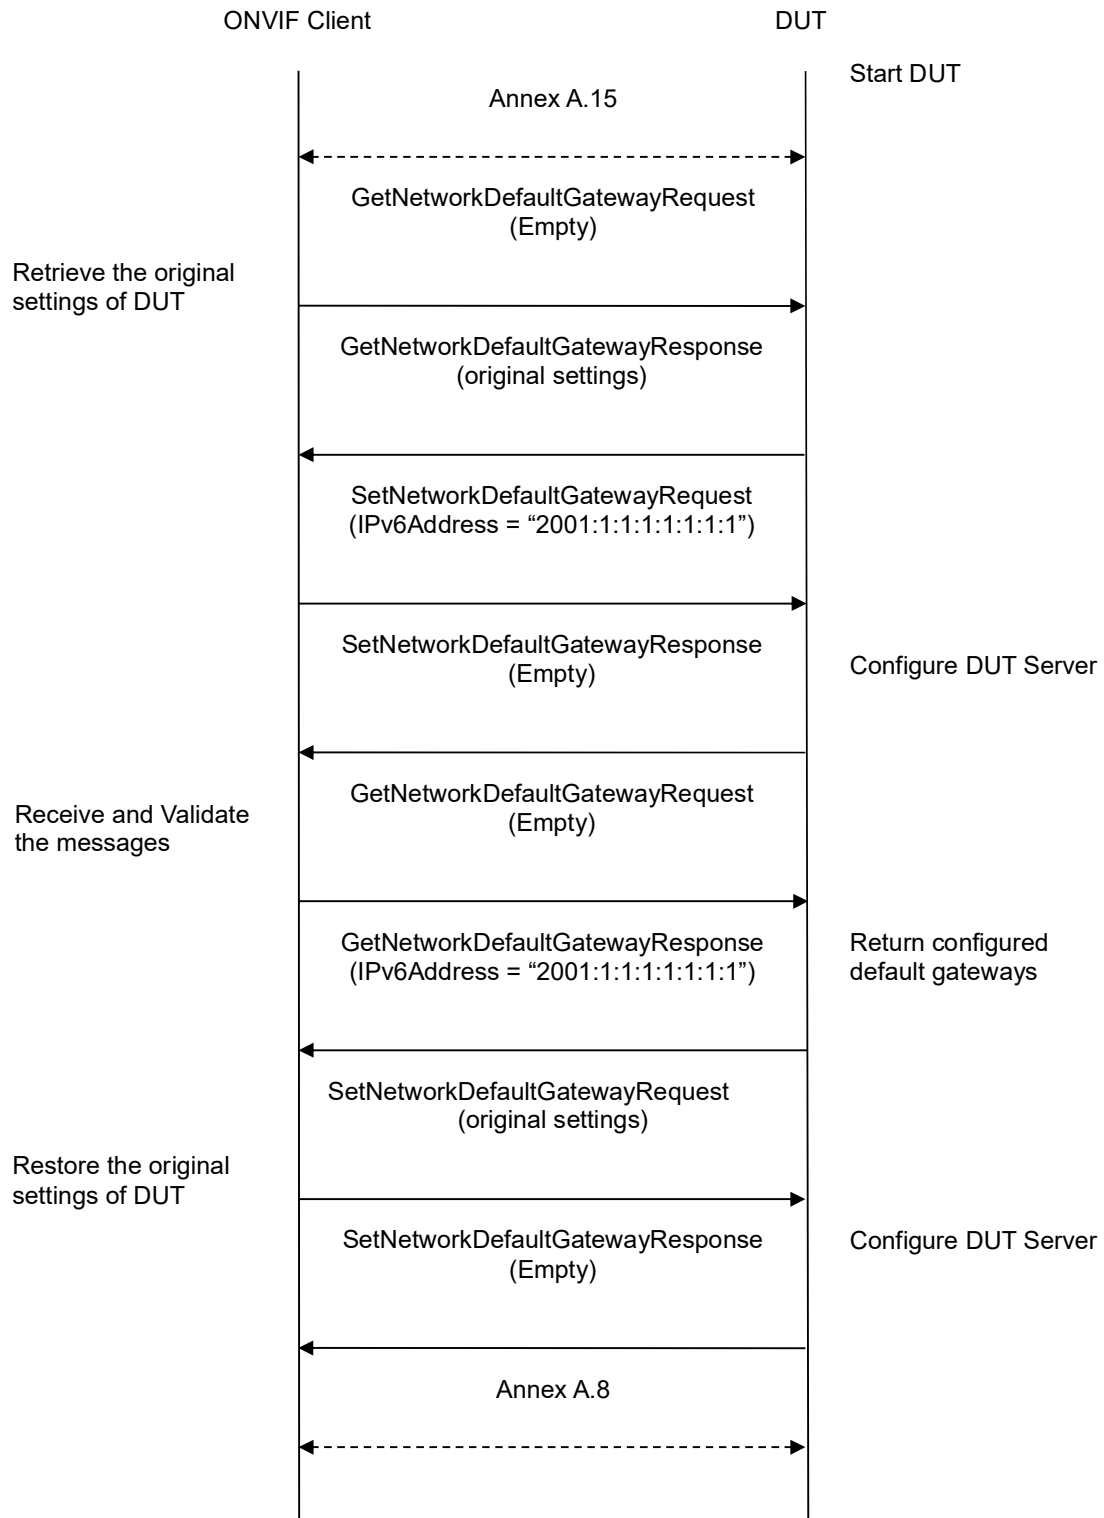 ONVIF Client
DUT
Start DUT
Annex A.15
GetNetworkDefaultGatewayRequest
(Empty)
Retrieve the original
settings of DUT
GetNetworkDefaultGatewayResponse
(original settings)
SetNetworkDefaultGatewayRequest
(IPv6Address = “2001:1:1:1:1:1:1:1”)
SetNetworkDefaultGatewayResponse
(Empty)
Configure DUT Server
GetNetworkDefaultGatewayRequest
(Empty)
Receive and Validate
the messages
GetNetworkDefaultGatewayResponse
(IPv6Address = “2001:1:1:1:1:1:1:1”)
Return configured
default gateways
SetNetworkDefaultGatewayRequest
(original settings)
Restore the original
settings of DUT
SetNetworkDefaultGatewayResponse
(Empty)
Configure DUT Server
Annex A.8